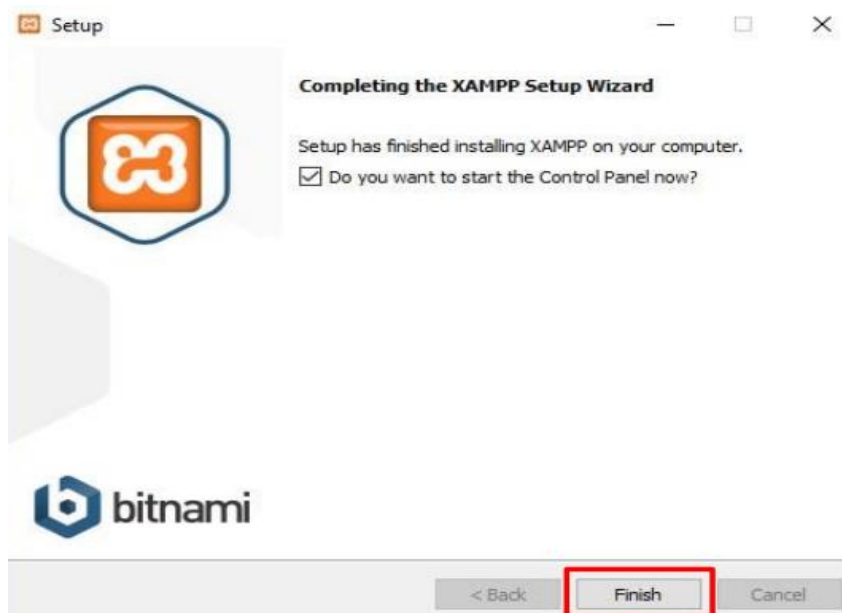 Setup
Completing the XAMPP Setup Wizard
Setup has finished installing XAMPP on your computer.
Do you want to start the Control Panel now?
bitnami
< Back
Finish
Cancel